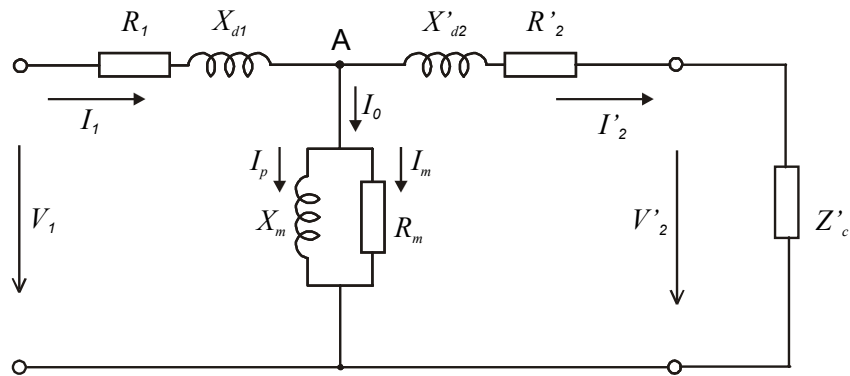 R1 Xd1 A X'd2 R'2
I1 I0 I'2
Ip Im
V1 Xm Rm V'2 Z'c